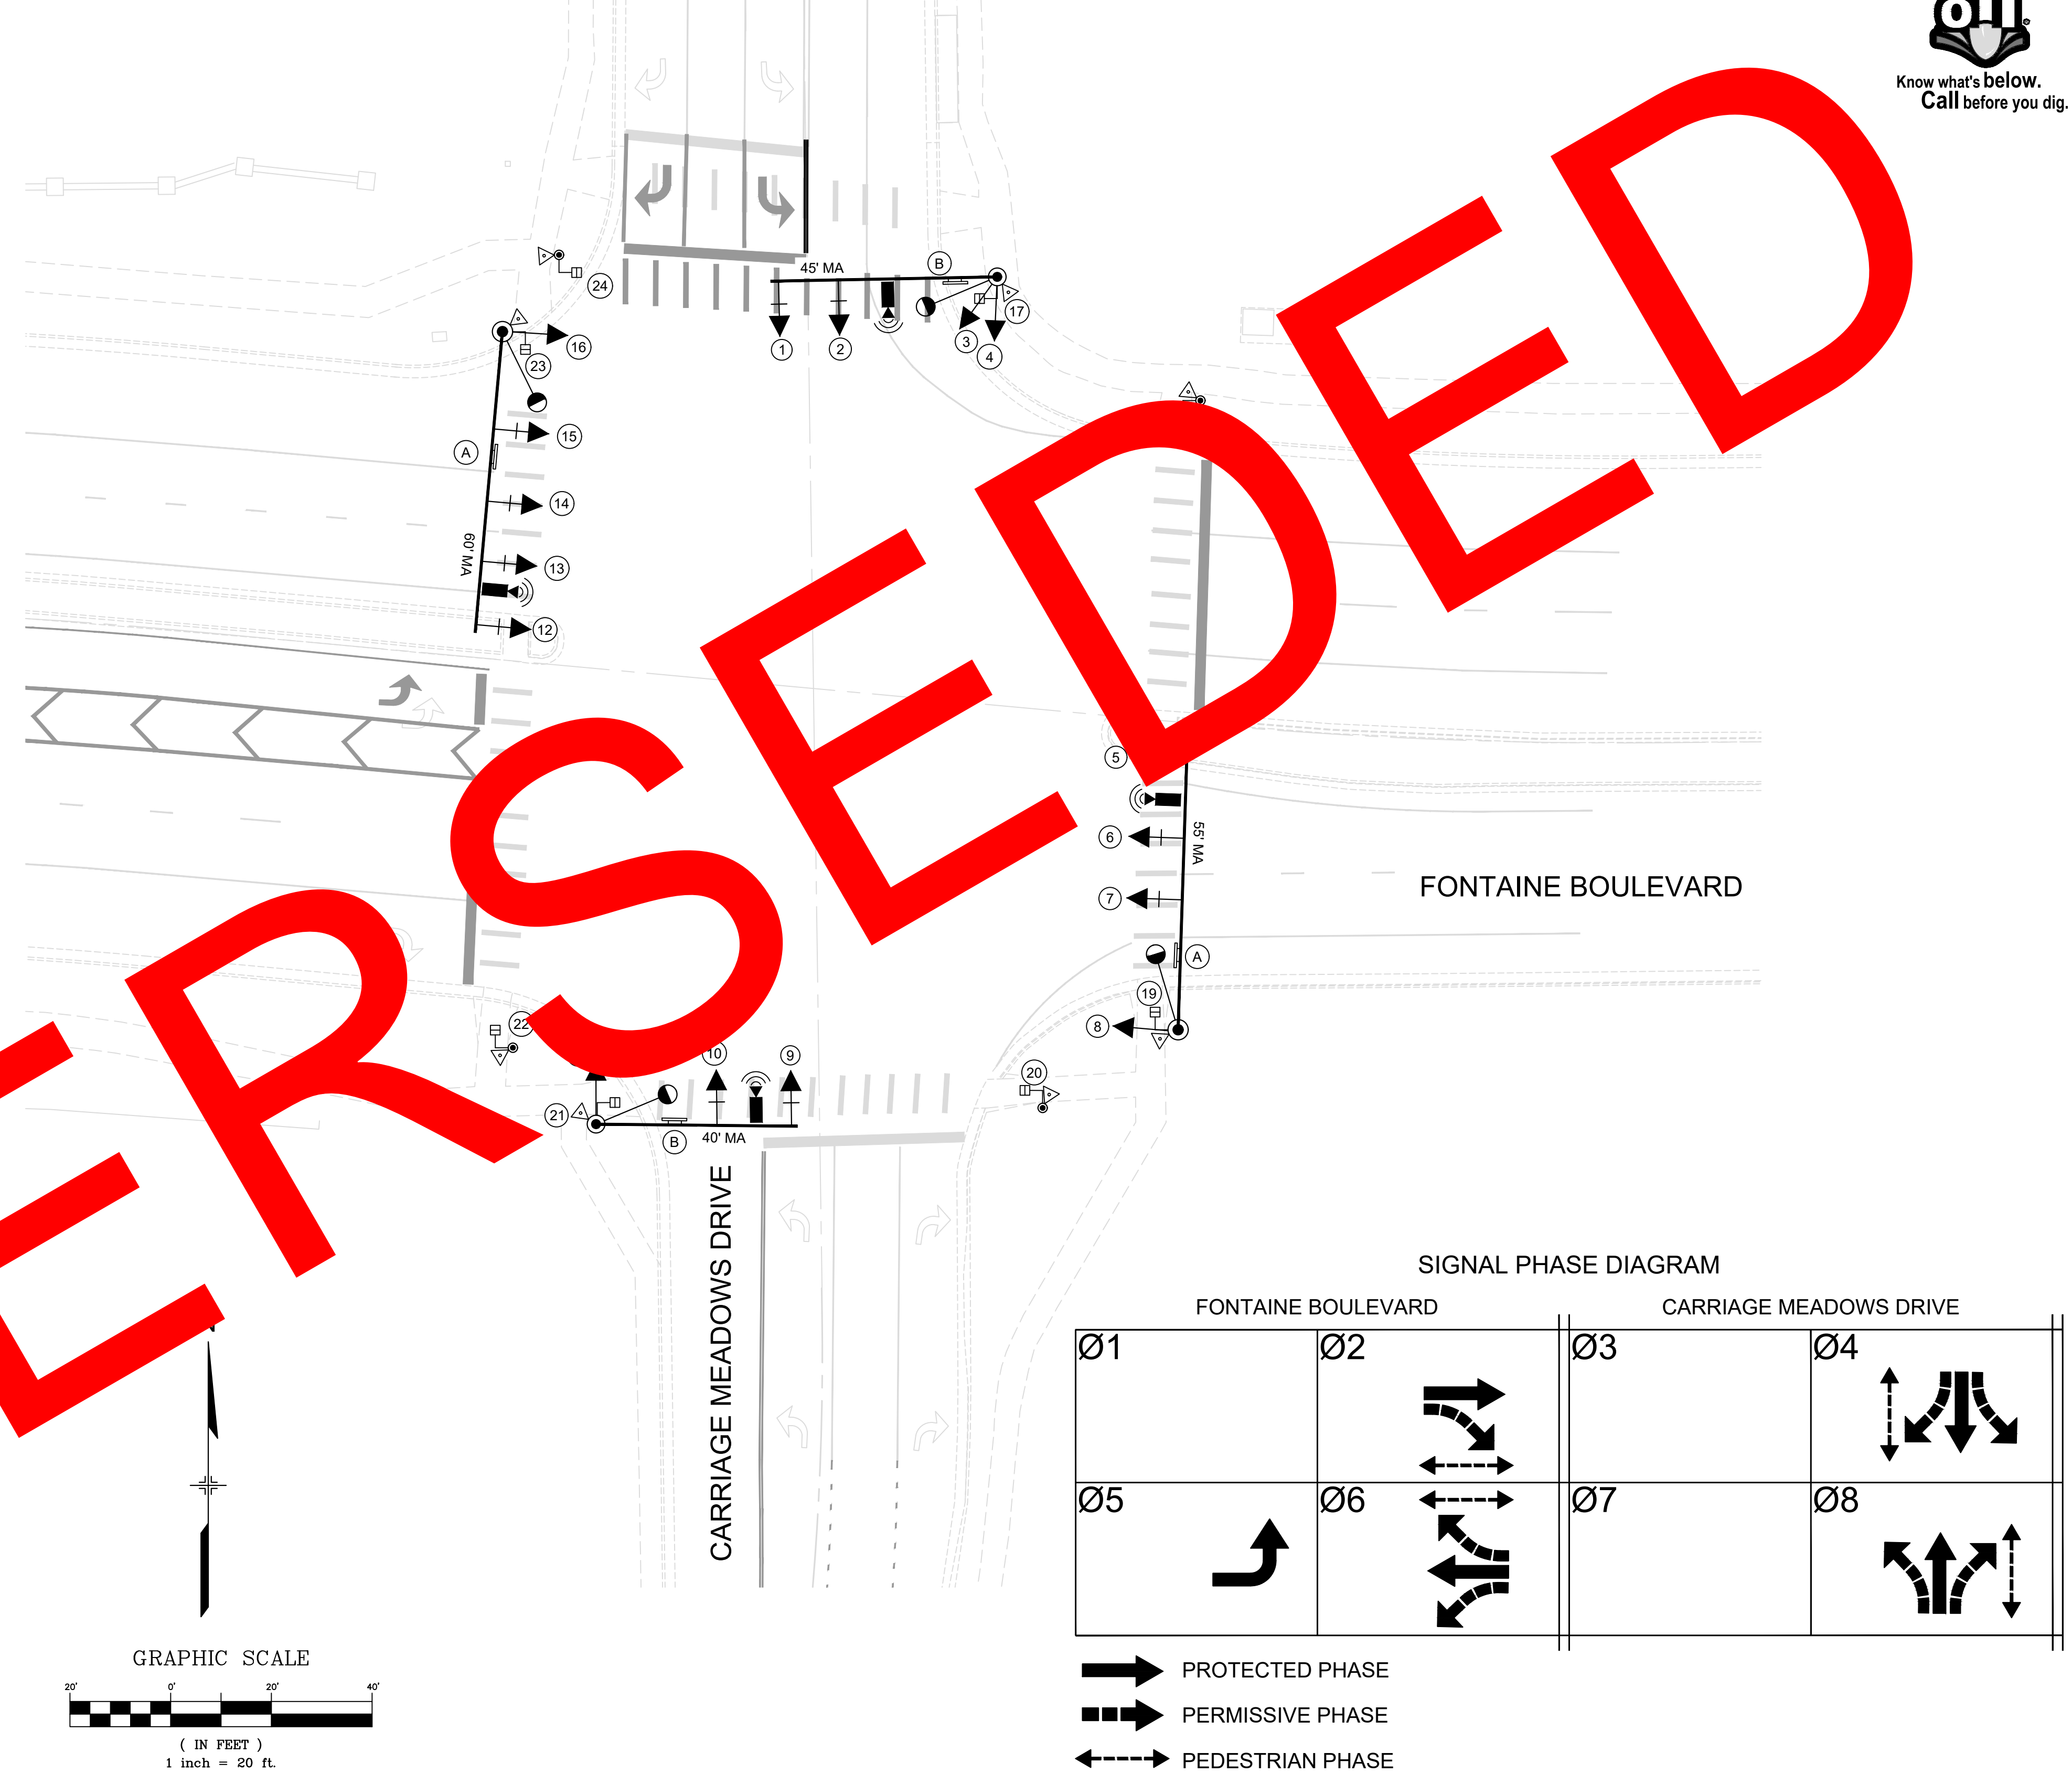 811
Know what's below.
Call before you dig.
45' MA
B
24
17
16
1
2
3
4
23
15
A
14
60' MA
13
12
5
6
55' MA
7
FONTAINE BOULEVARD
A
19
8
22
10
9
20
21
B
40' MA
CARRIAGE MEADOWS DRIVE
ERSEDED
SIGNAL PHASE DIAGRAM
FONTAINE BOULEVARD
CARRIAGE MEADOWS DRIVE
Ø1
Ø2
Ø3
Ø4
Ø5
Ø6
Ø7
Ø8
PROTECTED PHASE
PERMISSIVE PHASE
PEDESTRIAN PHASE
GRAPHIC SCALE
20' 0' 20' 40'
( IN FEET )
1 inch = 20 ft.